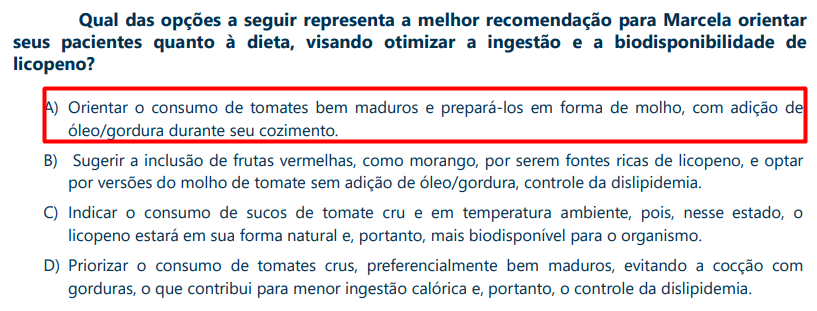 Qual das opções a seguir representa a melhor recomendação para Marcela orientar
seus pacientes quanto à dieta, visando otimizar a ingestão e a biodisponibilidade de
licopeno?
A) Orientar o consumo de tomates bem maduros e prepará-los em forma de molho, com adição de
óleo/gordura durante seu cozimento.
B) Sugerir a inclusão de frutas vermelhas, como morango, por serem fontes ricas de licopeno, e optar
por versões do molho de tomate sem adição de óleo/gordura, controle da dislipidemia.
C) Indicar o consumo de sucos de tomate cru e em temperatura ambiente, pois, nesse estado, o
licopeno estará em sua forma natural e, portanto, mais biodisponível para o organismo.
D) Priorizar o consumo de tomates crus, preferencialmente bem maduros, evitando a cocção com
gorduras, o que contribui para menor ingestão calórica e, portanto, o controle da dislipidemia.